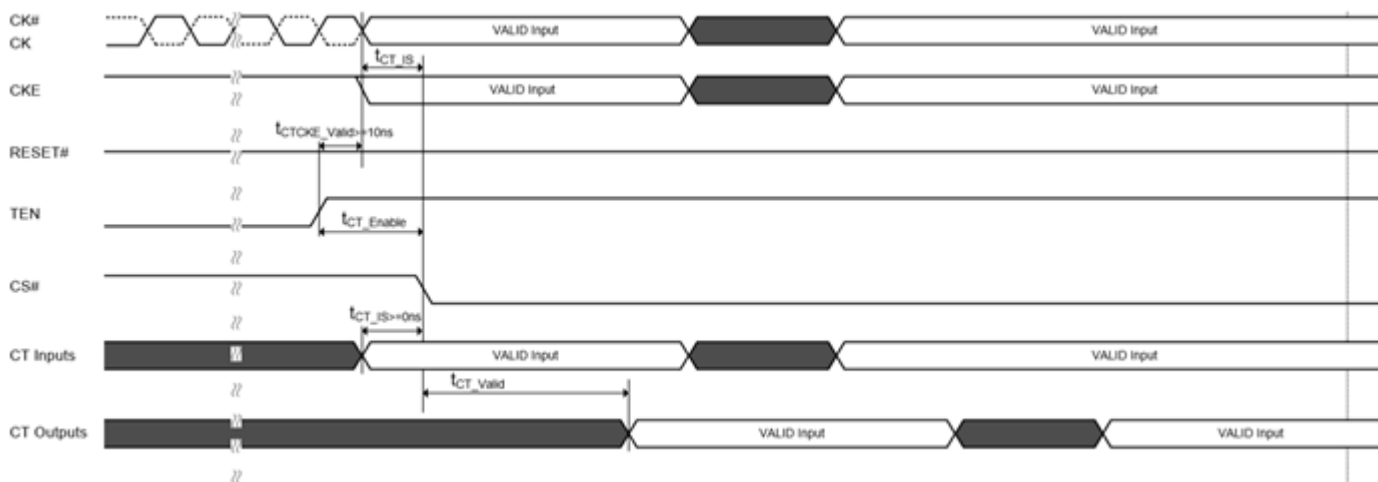 CK#
CK
VALID Input
VALID Input
tCT_IS
CKE
VALID Input
VALID Input
tCTCKE_Valid>=10ns
RESET#
TEN
tCT_Enable
CS#
tCT_IS>=0ns
CT Inputs
VALID Input
VALID Input
tCT_Valid
CT Outputs
VALID Input
VALID Input